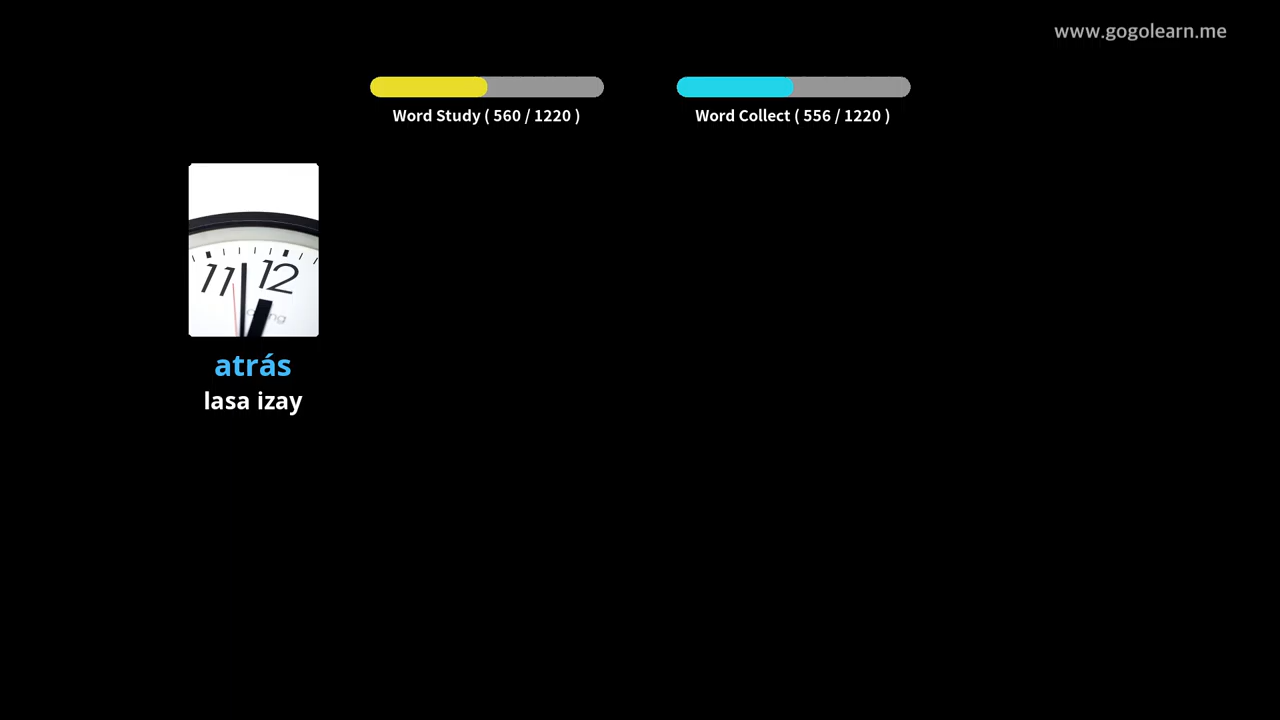 www.gogolearn.me
Word Study ( 560 / 1220 )
Word Collect ( 556 / 1220 )
11 12
atrás
lasa izay